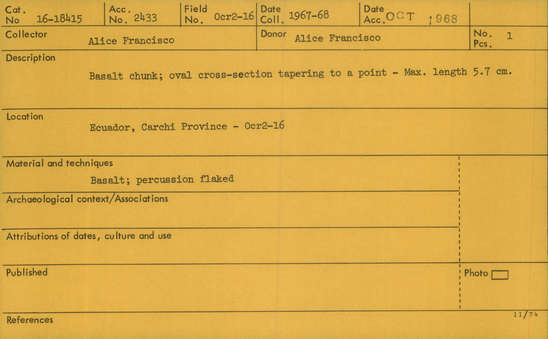 Cat. No 16-18415 Acc. No. 2433 Field No. Ocr2-16 Date Coll. 1967-68 Date Acc. OCT 1968
Collector Alice Francisco Donor Alice Francisco No. Pcs. 1
Description
Basalt chunk; oval cross-section tapering to a point - Max. length 5.7 cm.
Location
Ecuador, Carchi Province - Ocr2-16
Material and techniques
Basalt; percussion flaked
Archaeological context/Associations
Attributions of dates, culture and use
Published Photo
11/74
References